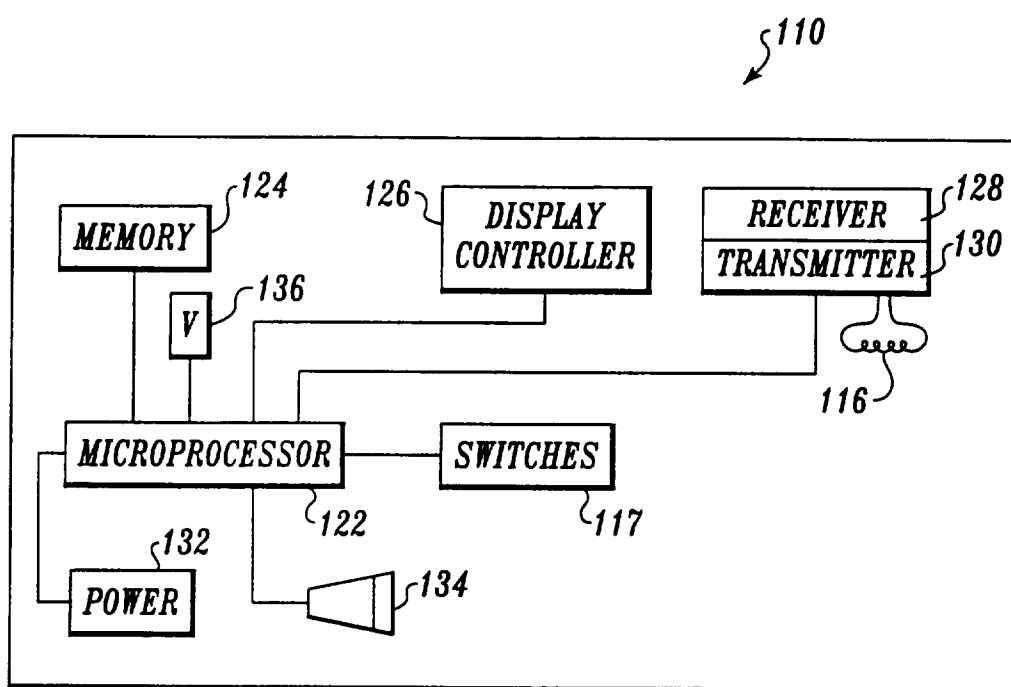 110
124
MEMORY
136
V
126
DISPLAY
CONTROLLER
RECEIVER
128
TRANSMITTER
130
116
MICROPROCESSOR
122
SWITCHES
117
132
POWER
134